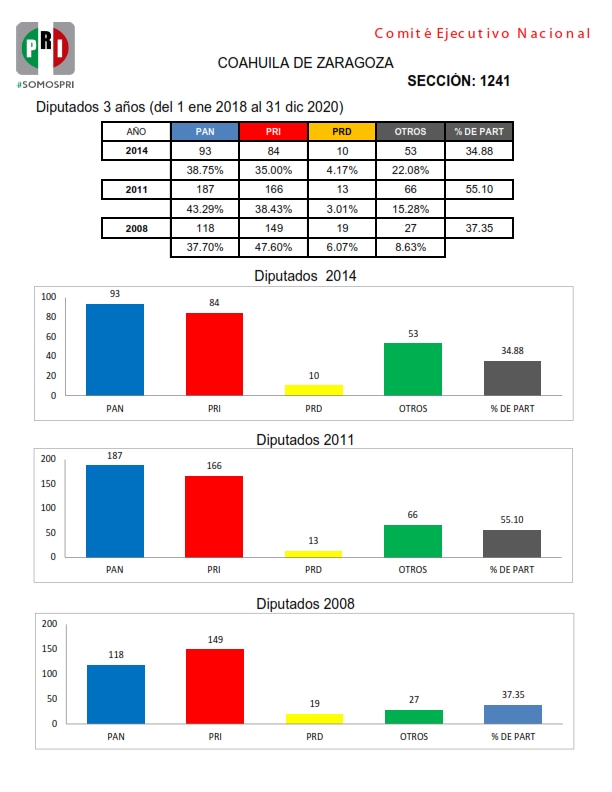 Comité Ejecutivo Nacional
PRI
#SOMOSPRI
COAHUILA DE ZARAGOZA
SECCIÓN: 1241
Diputados 3 años (del 1 ene 2018 al 31 dic 2020)
AÑO PAN PRI PRD OTROS % DE PART
2014 93 84 10 53 34.88
38.75% 35.00% 4.17% 22.08%
2011 187 166 13 66 55.10
43.29% 38.43% 3.01% 15.28%
2008 118 149 19 27 37.35
37.70% 47.60% 6.07% 8.63%
Diputados 2014
100
80
60
40
20
0
93 84 10 53 34.88
PAN PRI PRD OTROS % DE PART
Diputados 2011
200
150
100
50
0
187 166 13 66 55.10
PAN PRI PRD OTROS % DE PART
Diputados 2008
200
150
100
50
0
118 149 19 27 37.35
PAN PRI PRD OTROS % DE PART